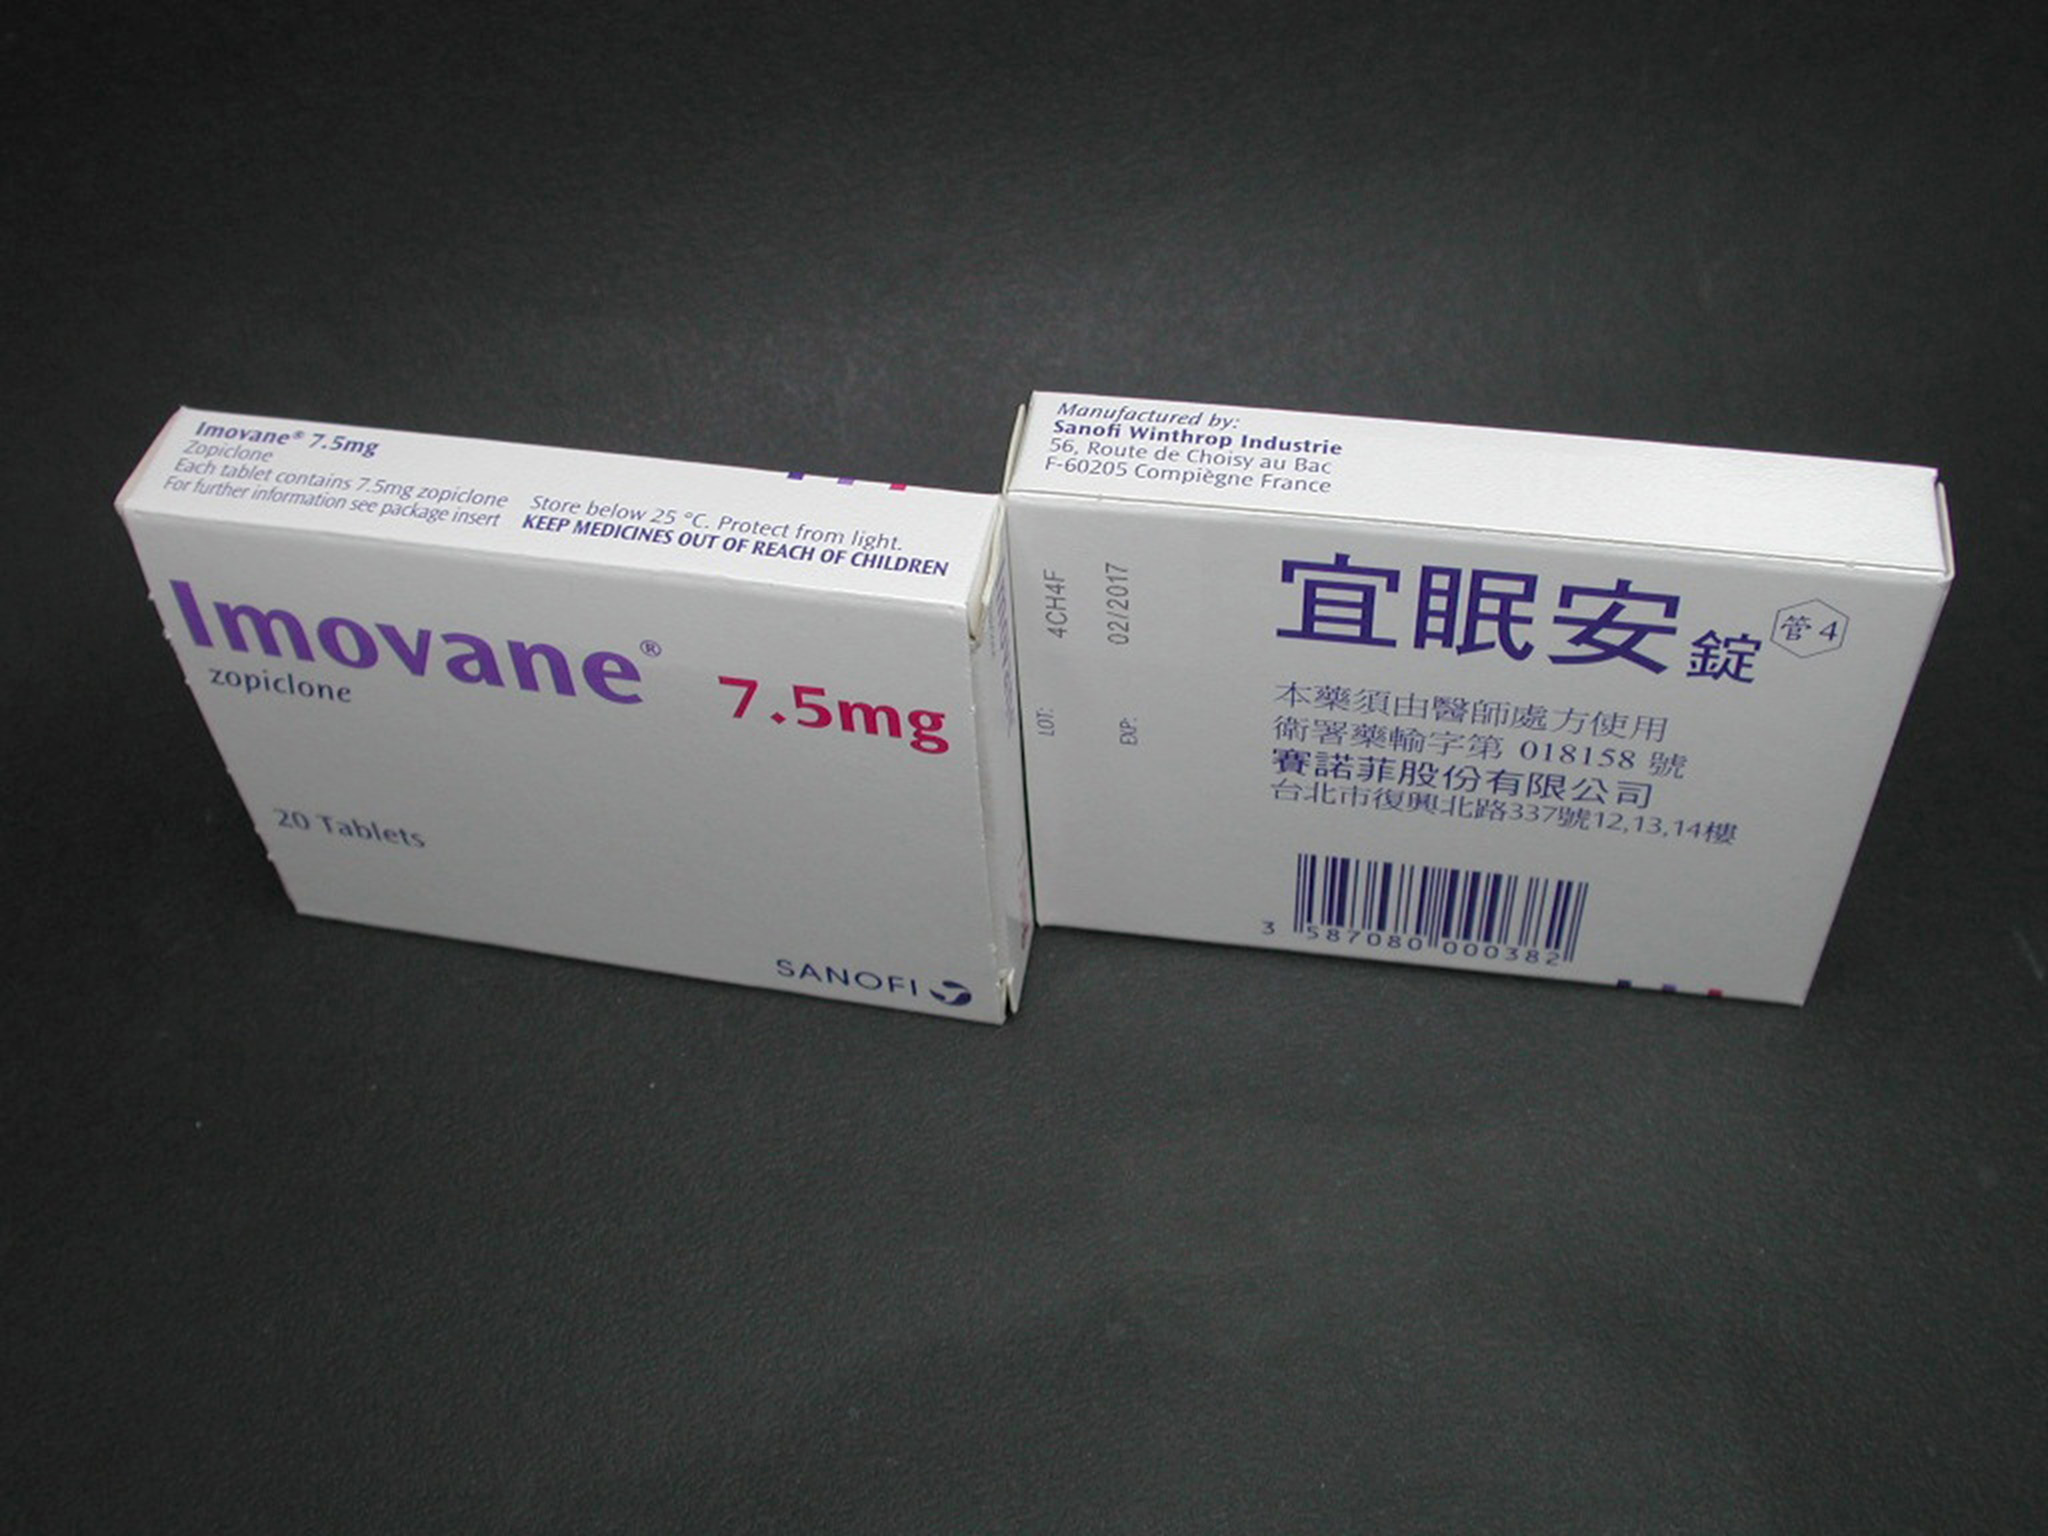 Imovane® 7.5mg
Zopiclone
Each tablet contains 7.5mg zopiclone
For further information see package insert
Store below 25 °C. Protect from light.
KEEP MEDICINES OUT OF REACH OF CHILDREN
Imovane®
zopiclone
7.5mg
20 Tablets
SANOFI
Manufactured by:
Sanofi Winthrop Industrie
56, Route de Choisy au Bac
F-60205 Compiègne France
LOT: 4CH4F
EXP: 02/2017
宜眠安錠 管4
本藥須由醫師處方使用
衛署藥輸字第 018158 號
賽諾菲股份有限公司
台北市復興北路337號12,13,14樓
3 587080 000382